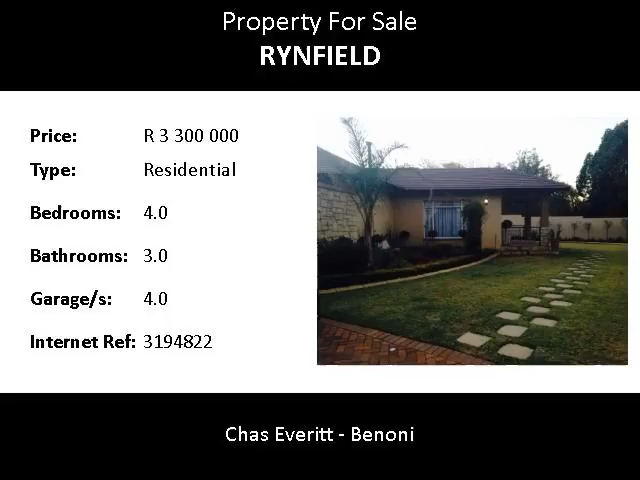 Property For Sale
RYNFIELD
Price: R 3 300 000
Type: Residential
Bedrooms: 4.0
Bathrooms: 3.0
Garage/s: 4.0
Internet Ref: 3194822
Chas Everitt - Benoni